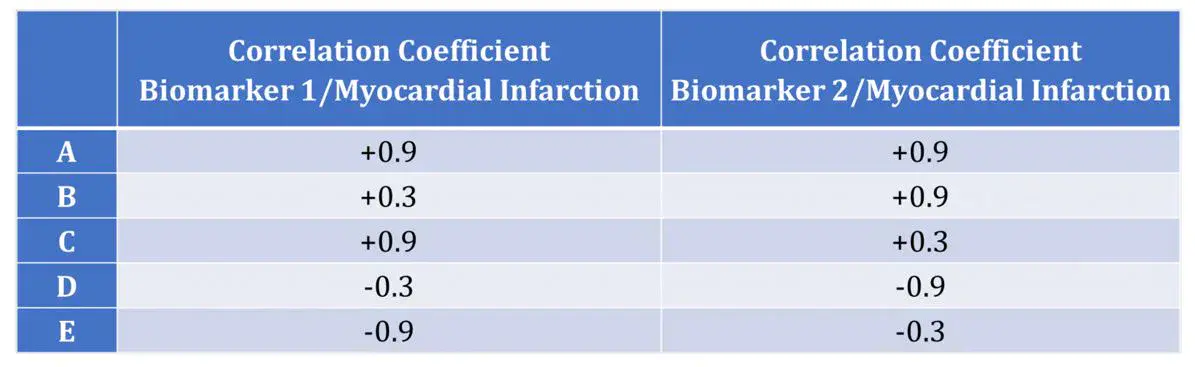 Correlation Coefficient Correlation Coefficient
Biomarker 1/Myocardial Infarction Biomarker 2/Myocardial Infarction
A +0.9 +0.9
B +0.3 +0.9
C +0.9 +0.3
D -0.3 -0.9
E -0.9 -0.3